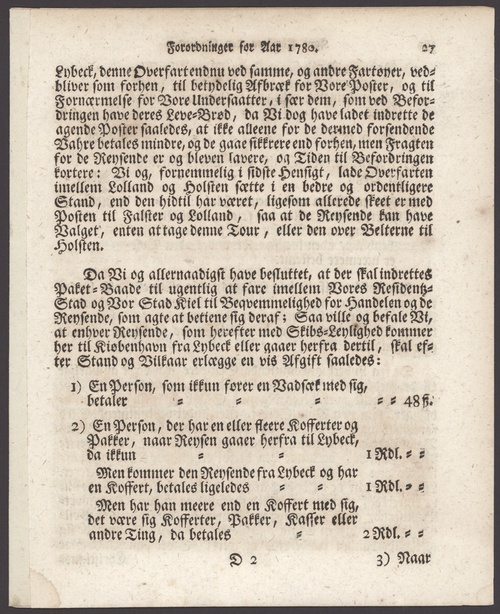 Forordninger for Aar 1780. 27
Lybeck, denne Overfart endnu ved samme, og andre Fartøyer, ved-
bliver som forhen, til betydelig Afbræk for Vore Poster, og til
Fornærmelse for Vore Undersaatter, i sær dem, som ved Befor-
dringen have deres Leve-Brød, da Vi dog have ladet indrette de
agende Poster saaledes, at ikke alleene for de dermed forsendende
Vahre betales mindre, og de gaae sikkrere end forhen, men Fragten
for de Reysende er og bleven lavere, og Tiden til Befordringen
kortere: Vi og, fornemmelig i sidste Hensigt, lade Overfarten
imellem Lolland og Holsten sætte i en bedre og ordentligere
Stand, end den hidtil har været, ligesom allerede skeet er med
Posten til Falster og Lolland, saa at de Reysende kan have
Valget, enten at tage denne Tour, eller den over Belterne til
Holsten.
Da Vi og allernaadigst have besluttet, at der skal indrettes
Paket-Baade til ugentlig at fare imellem Vores Residentz-
Stad og Vor Stad Kiel til Beqvemmelighed for Handelen og de
Reysende, som agte at betiene sig deraf; Saa ville og befale Vi,
at enhver Reysende, som herefter med Skibs-Leylighed kommer
her til Kiøbenhavn fra Lybeck eller gaaer herfra dertil, skal ef-
ter Stand og Vilkaar erlægge en vis Afgift saaledes:
1) En Person, som ikkun fører en Vadsæk med sig,
betaler = = = = 48 ß.
2) En Person, der har en eller fleere Kofferter og
Pakker, naar Reysen gaaer herfra til Lybeck,
da ikkun = = 1 Rdl. = =
Men kommer den Reysende fra Lybeck og har
en Koffert, betales ligeledes = = 1 Rdl. = =
Men har han meere end en Koffert med sig,
det være sig Kofferter, Pakker, Kasser eller
andre Ting, da betales = 2 Rdl. = =
D 2 3) Naar